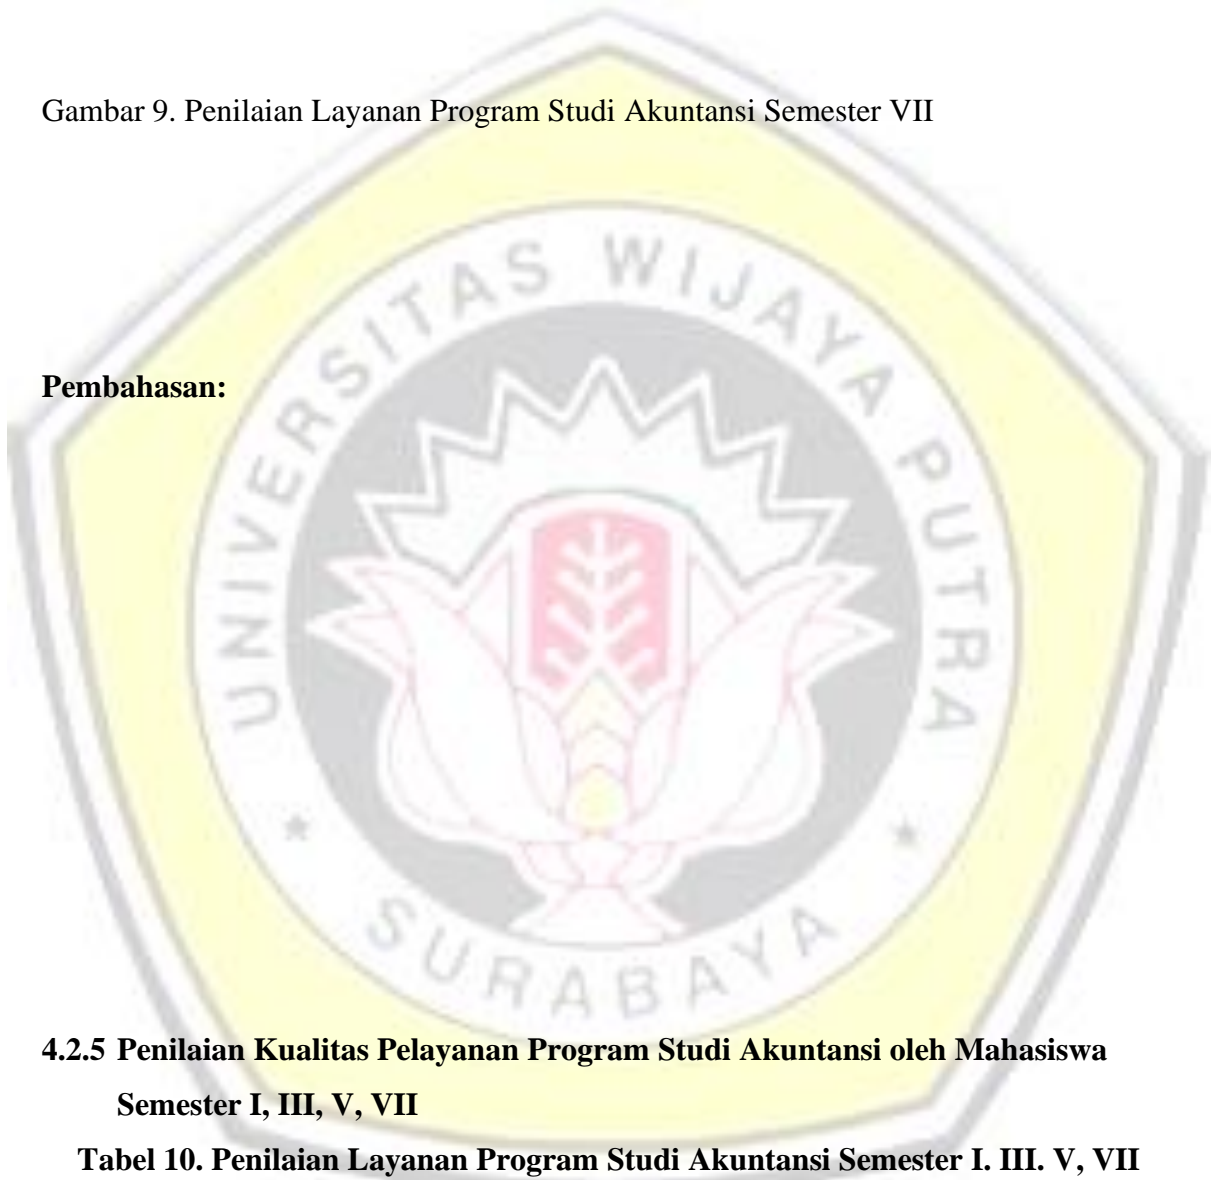 Gambar 9. Penilaian Layanan Program Studi Akuntansi Semester VII
UNIVERSITAS WIJAYA PUTRA
Pembahasan:
* SURABAYA *
4.2.5 Penilaian Kualitas Pelayanan Program Studi Akuntansi oleh Mahasiswa
Semester I, III, V, VII
Tabel 10. Penilaian Layanan Program Studi Akuntansi Semester I. III. V, VII